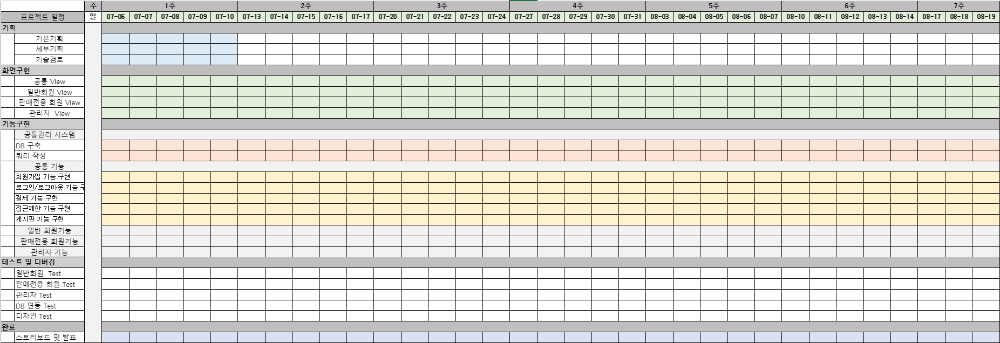 주 1주 2주 3주 4주 5주 6주 7주
프로젝트 일정 일 07-06 07-07 07-08 07-09 07-10 07-13 07-14 07-15 07-16 07-17 07-20 07-21 07-22 07-23 07-24 07-27 07-28 07-29 07-30 07-31 08-03 08-04 08-05 08-06 08-07 08-10 08-11 08-12 08-13 08-14 08-17 08-18 08-19
기획
기본기획
세부기획
기술검토
화면구현
공통 VIew
일반회원 VIew
판매전용 회원 VIew
관리자  VIew
기능구현
공통관리 시스템
DB 구축
쿼리 작성
공통 기능
회원가입 기능 구현
로그인/로그아웃 기능 구
결제 기능 구현
접근제한 기능 구현
게시판 기능 구현
일반 회원기능
판매전용 회원기능
관리자 기능
테스트 및 디버깅
일반회원  Test
판매전용 회원 Test
관리자 Test
DB 연동 Test
디자인 Test
완료
스토리보드 및 발표